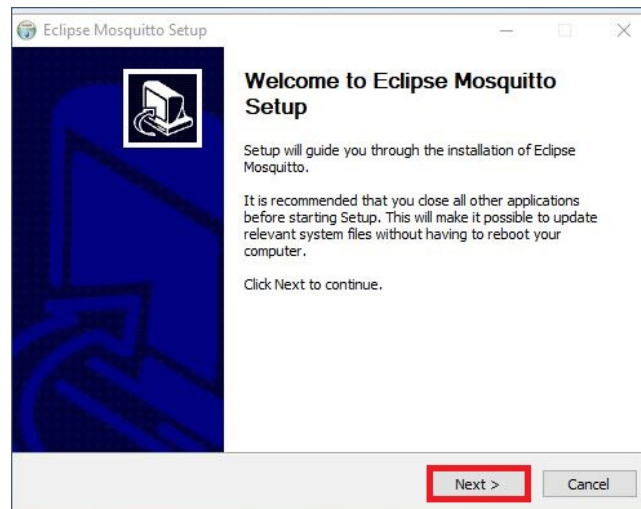 Eclipse Mosquitto Setup
Welcome to Eclipse Mosquitto
Setup
Setup will guide you through the installation of Eclipse
Mosquitto.
It is recommended that you close all other applications
before starting Setup. This will make it possible to update
relevant system files without having to reboot your
computer.
Click Next to continue.
Next >
Cancel